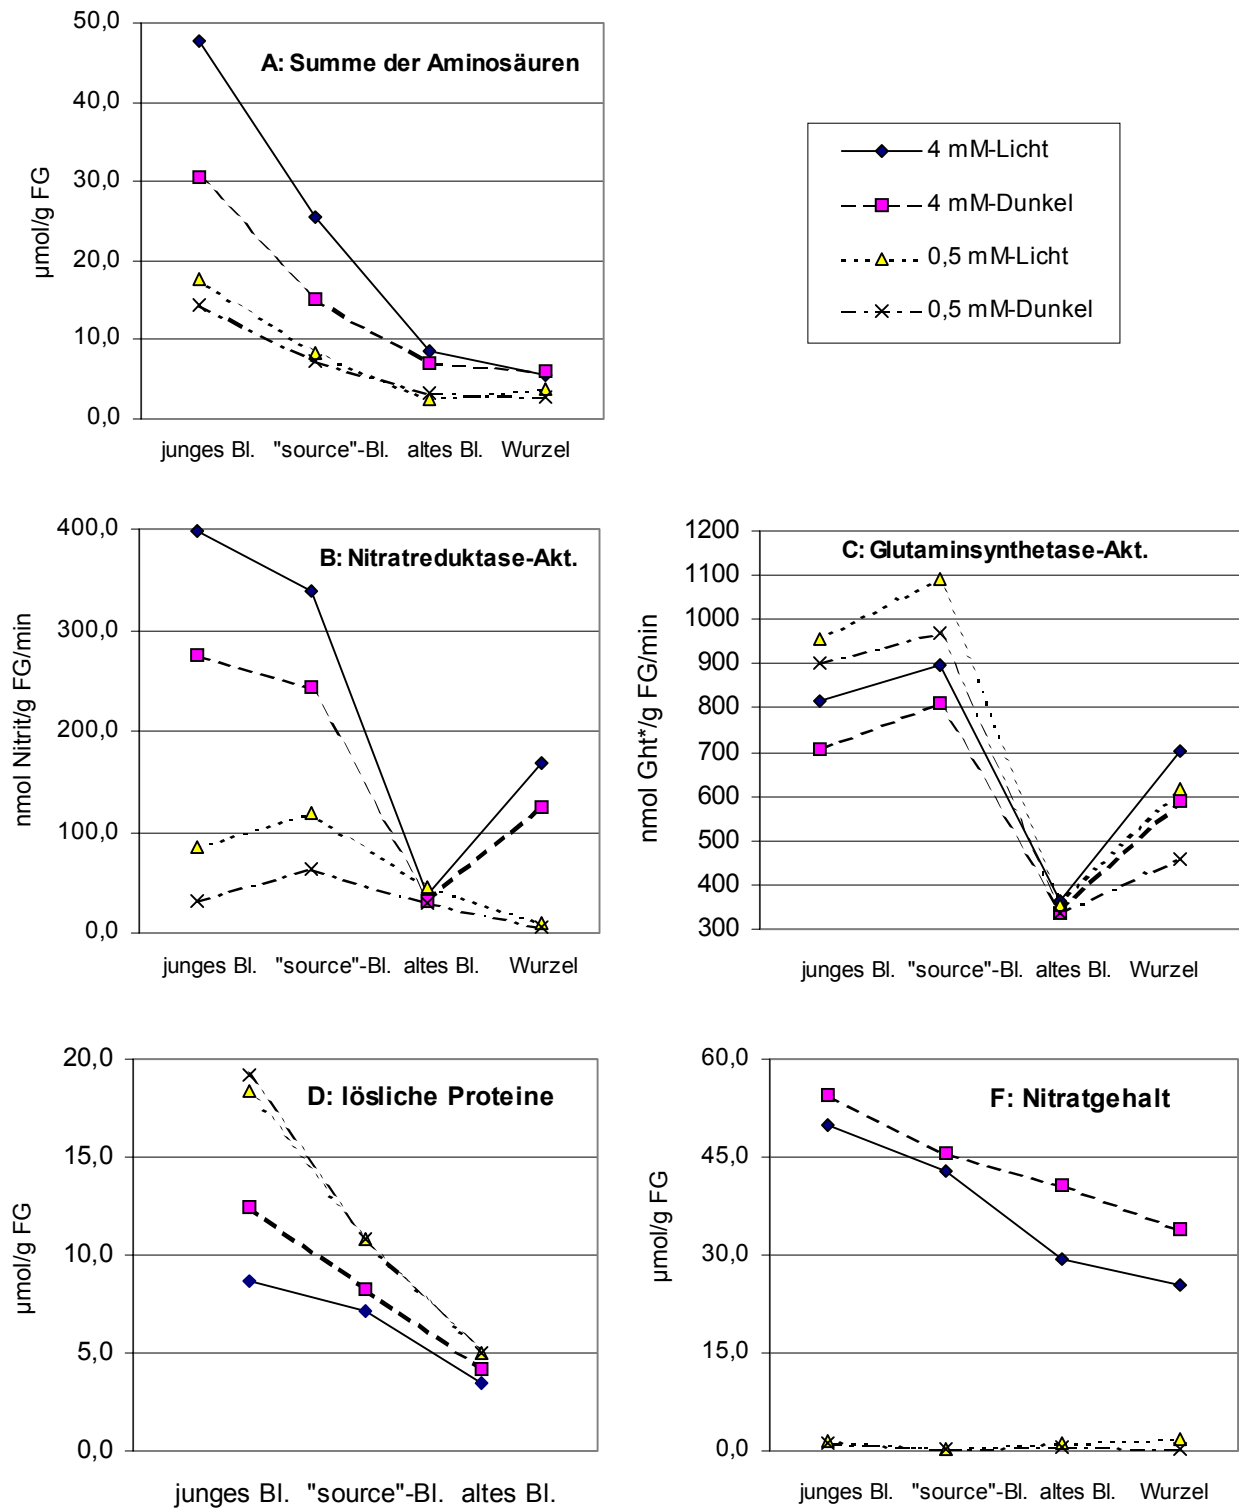 50,0
40,0
30,0
20,0
10,0
0,0
µmol/g FG
A: Summe der Aminosäuren
junges Bl. "source"-Bl. altes Bl. Wurzel
4 mM-Licht
4 mM-Dunkel
0,5 mM-Licht
0,5 mM-Dunkel
400,0
300,0
200,0
100,0
0,0
nmol Nitrit/g FG/min
B: Nitratreduktase-Akt.
junges Bl. "source"-Bl. altes Bl. Wurzel
1200
1100
1000
900
800
700
600
500
400
300
nmol Ght*/g FG/min
C: Glutaminsynthetase-Akt.
junges Bl. "source"-Bl. altes Bl. Wurzel
20,0
15,0
10,0
5,0
0,0
µmol/g FG
D: lösliche Proteine
junges Bl. "source"-Bl. altes Bl.
60,0
45,0
30,0
15,0
0,0
µmol/g FG
F: Nitratgehalt
junges Bl. "source"-Bl. altes Bl. Wurzel